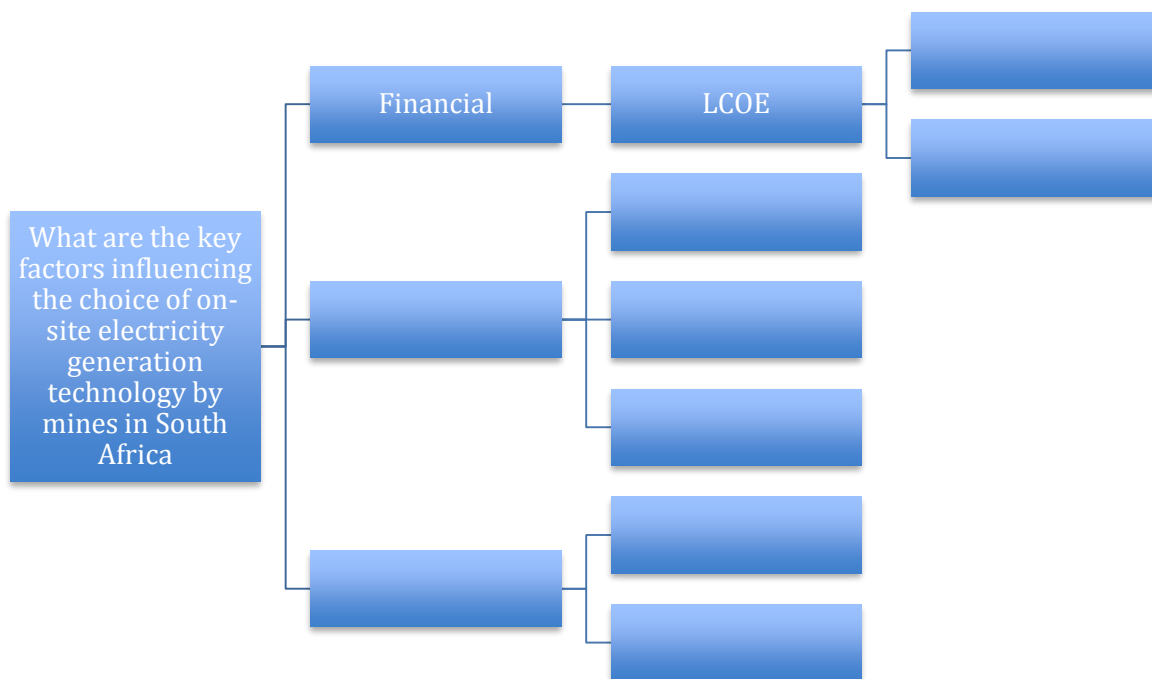 Financial
LCOE
What are the key
factors influencing
the choice of on-
site electricity
generation
technology by
mines in South
Africa